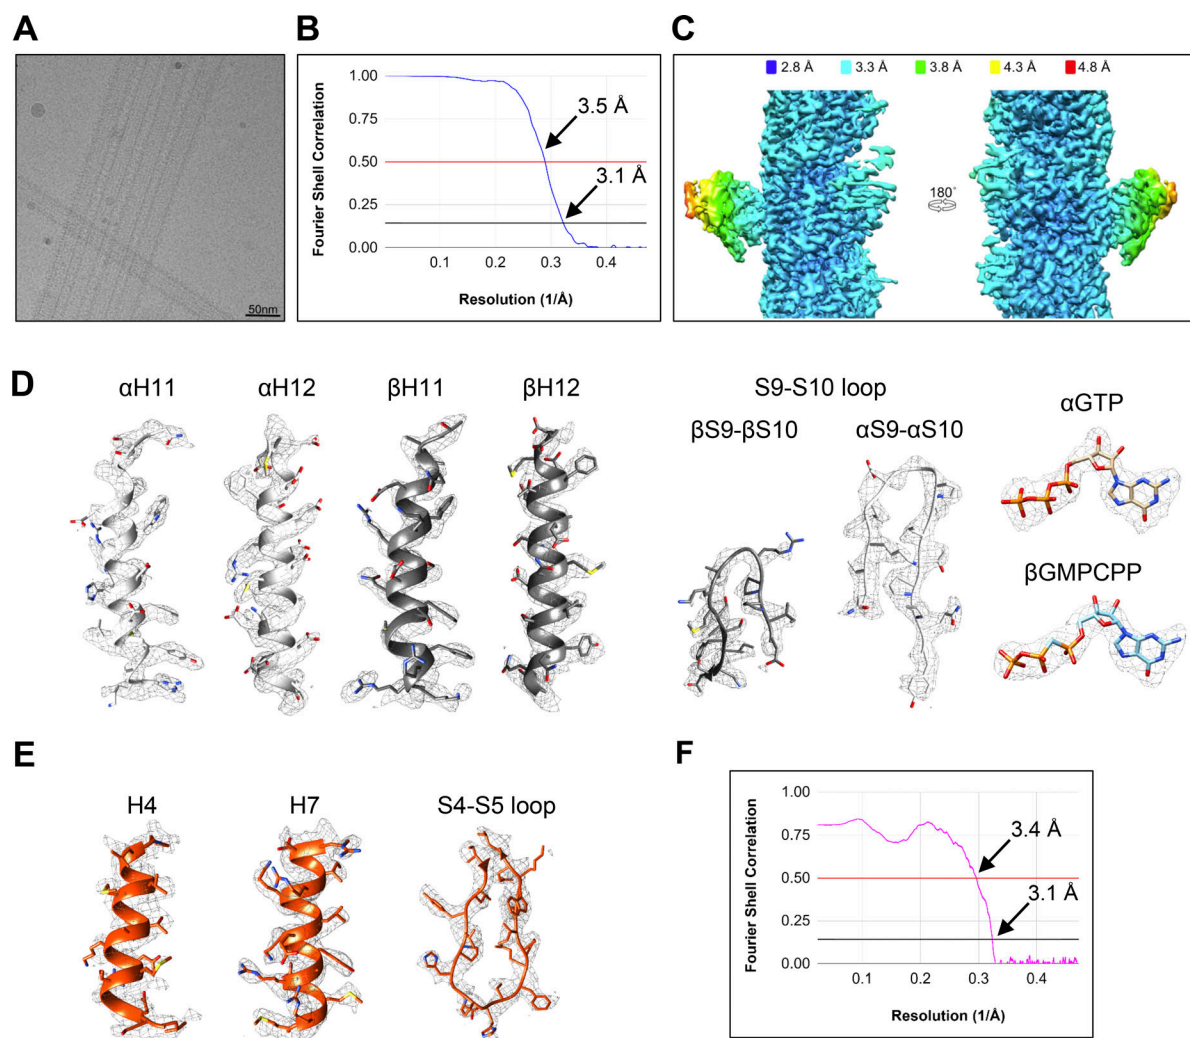 A
50nm
B
1.00
3.5 Å
0.50
3.1 Å
0.25
0.00
0.1 0.2 0.3 0.4
Fourier Shell Correlation
Resolution (1/Å)
C
2.8 Å 3.3 Å 3.8 Å 4.3 Å 4.8 Å
180°
D
αH11 αH12 βH11 βH12
S9-S10 loop
βS9-βS10 αS9-αS10
αGTP
βGMPCPP
E
H4 H7 S4-S5 loop
F
1.00
0.75
3.4 Å
0.50
3.1 Å
0.25
0.00
0.1 0.2 0.3 0.4
Fourier Shell Correlation
Resolution (1/Å)